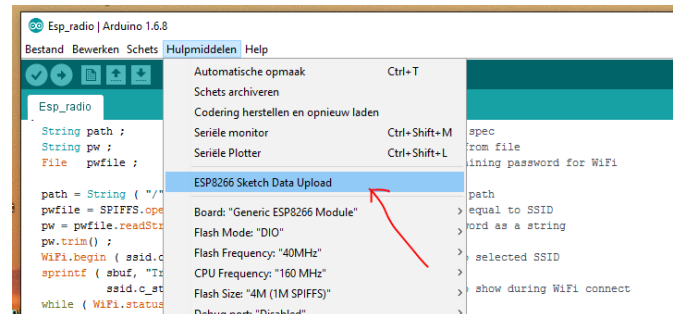 Esp_radio | Arduino 1.6.8
Bestand Bewerken Schets Hulpmiddelen Help
Automatische opmaak Ctrl+T
Schets archiveren
Codering herstellen en opnieuw laden
Seriële monitor Ctrl+Shift+M
Seriële Plotter Ctrl+Shift+L
ESP8266 Sketch Data Upload
Board: "Generic ESP8266 Module"
Flash Mode: "DIO"
Flash Frequency: "40MHz"
CPU Frequency: "160 MHz"
Flash Size: "4M (1M SPIFFS)"
Debug port: "Disabled"
Esp_radio
String path ; spec
String pw ; from file
File pwfile ; ining password for WiFi
path = String ( "/" path
pwfile = SPIFFS.ope equal to SSID
pw = pwfile.readStr ord as a string
pw.trim() ;
WiFi.begin ( ssid.c selected SSID
sprintf ( sbuf, "Tr
ssid.c_st show during WiFi connect
while ( WiFi.status